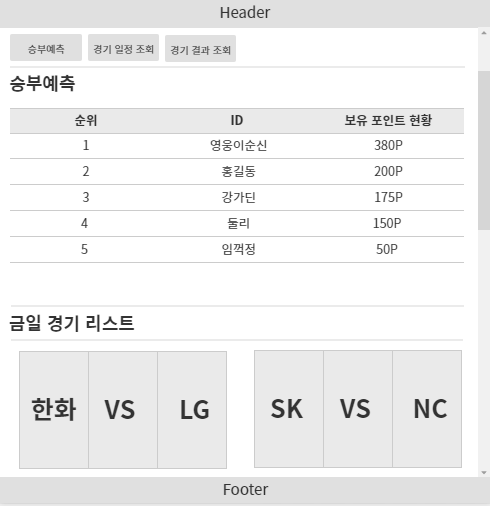 Header
승부예측 경기 일정 조회 경기 결과 조회
승부예측
순위 ID 보유 포인트 현황
1 영웅이순신 380P
2 홍길동 200P
3 강가딘 175P
4 둘리 150P
5 임꺽정 50P
금일 경기 리스트
한화 VS LG SK VS NC
Footer